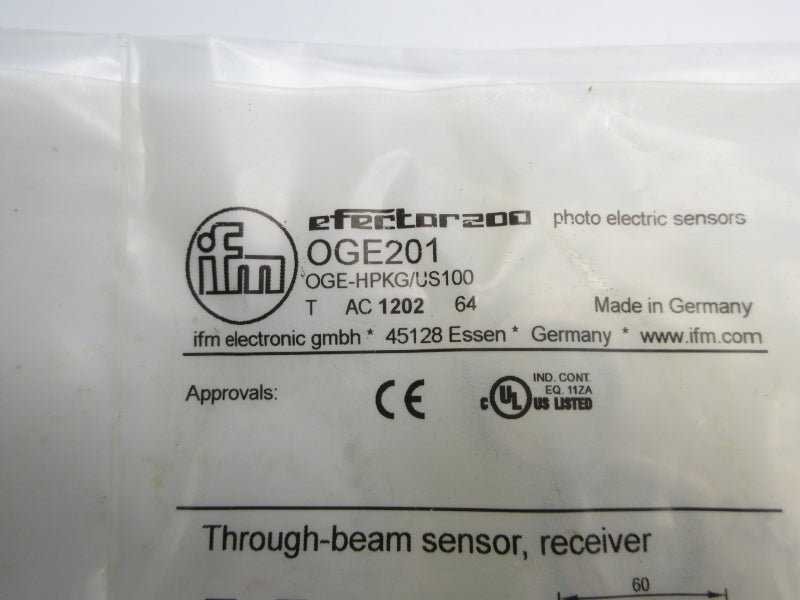 ifm efector200 photo electric sensors
OGE201
OGE-HPKG/US100
T AC 1202 64 Made in Germany
ifm electronic gmbh * 45128 Essen * Germany * www.ifm.com
Approvals: CE c UL US LISTED
IND. CONT.
EQ. 11ZA
Through-beam sensor, receiver
60